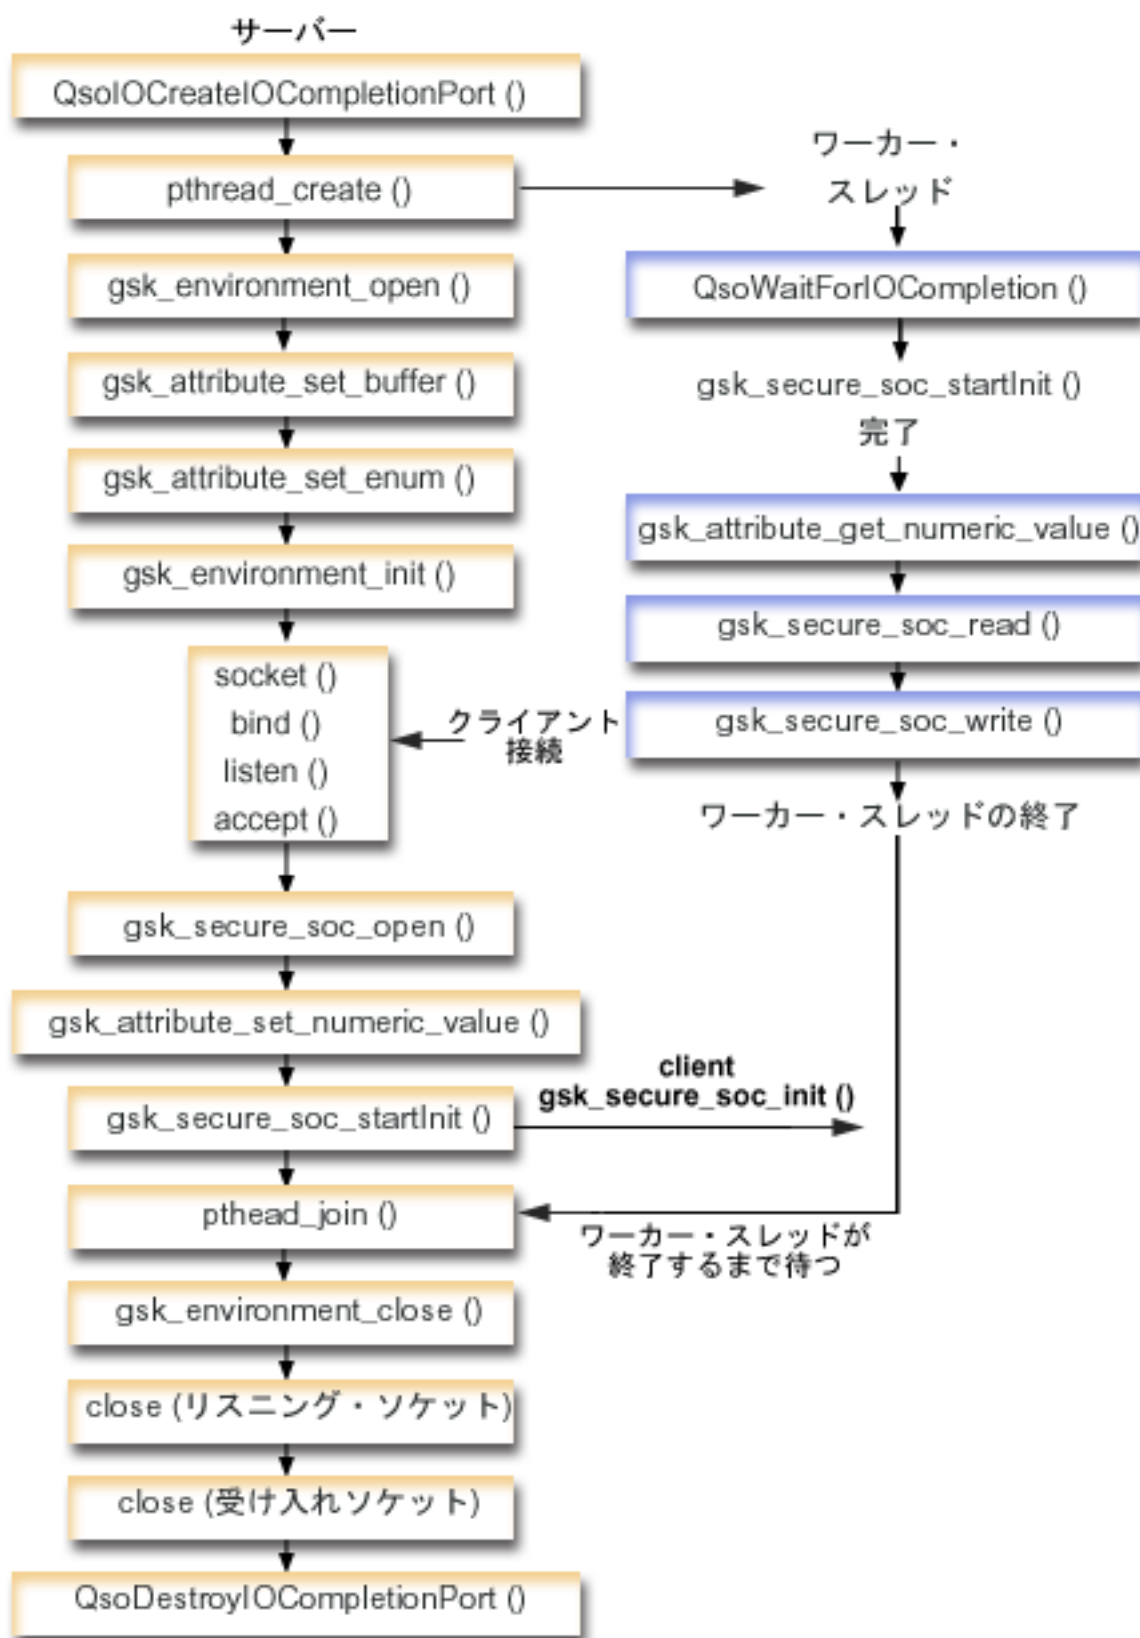 サーバー
QsoIOCreateIOCompletionPort ()
pthread_create ()
gsk_environment_open ()
gsk_attribute_set_buffer ()
gsk_attribute_set_enum ()
gsk_environment_init ()
socket ()
bind ()
listen ()
accept ()
クライアント
接続
gsk_secure_soc_open ()
gsk_attribute_set_numeric_value ()
gsk_secure_soc_startInit ()
client
gsk_secure_soc_init ()
pthead_join ()
ワーカー・スレッドが
終了するまで待つ
gsk_environment_close ()
close (リスニング・ソケット)
close (受け入れソケット)
QsoDestroyIOCompletionPort ()
ワーカー・
スレッド
QsoWaitForIOCompletion ()
gsk_secure_soc_startInit ()
完了
gsk_attribute_get_numeric_value ()
gsk_secure_soc_read ()
gsk_secure_soc_write ()
ワーカー・スレッドの終了